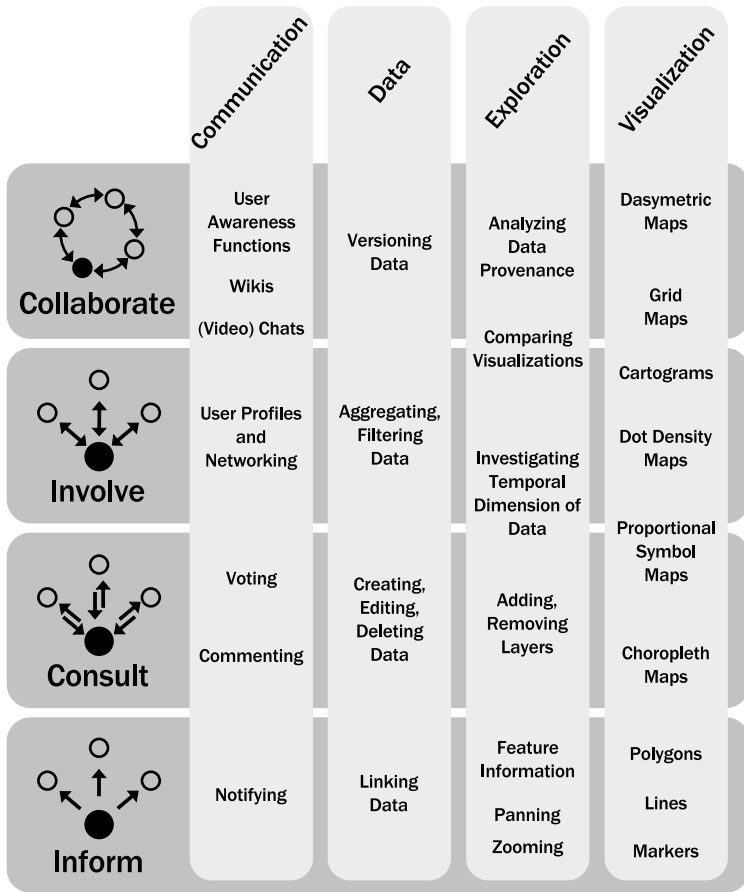 Communication
Data
Exploration
Visualization
Collaborate
User
Awareness
Functions
Wikis
(Video) Chats
Versioning
Data
Analyzing
Data
Provenance
Comparing
Visualizations
Dasymetric
Maps
Grid
Maps
Cartograms
Involve
User Profiles
and
Networking
Aggregating,
Filtering
Data
Investigating
Temporal
Dimension of
Data
Dot Density
Maps
Proportional
Symbol
Maps
Consult
Voting
Commenting
Creating,
Editing,
Deleting
Data
Adding,
Removing
Layers
Choropleth
Maps
Inform
Notifying
Linking
Data
Feature
Information
Panning
Zooming
Polygons
Lines
Markers